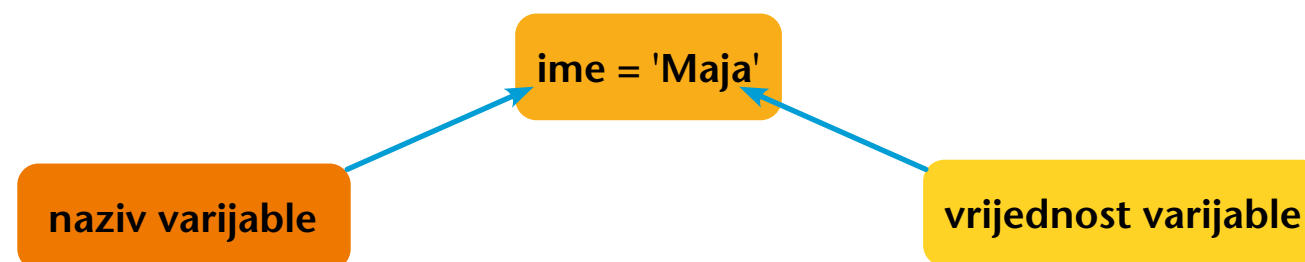 ime = 'Maja'
naziv varijable
vrijednost varijable